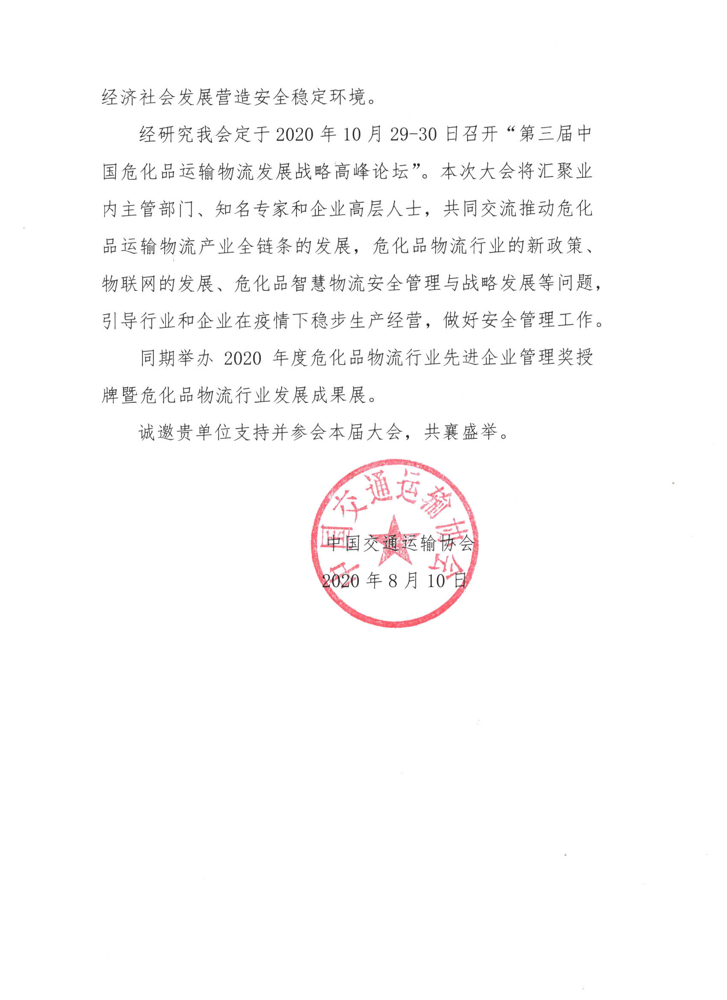 经济社会发展营造安全稳定环境。
经研究我会定于 2020 年 10 月 29-30 日召开“第三届中
国危化品运输物流发展战略高峰论坛”。本次大会将汇聚业
内主管部门、知名专家和企业高层人士，共同交流推动危化
品运输物流产业全链条的发展，危化品物流行业的新政策、
物联网的发展、危化品智慧物流安全管理与战略发展等问题，
引导行业和企业在疫情下稳步生产经营，做好安全管理工作。
同期举办 2020 年度危化品物流行业先进企业管理奖授
牌暨危化品物流行业发展成果展。
诚邀贵单位支持并参会本届大会，共襄盛举。
中国交通运输协会
中国交通运输协会
2020 年 8 月 10 日